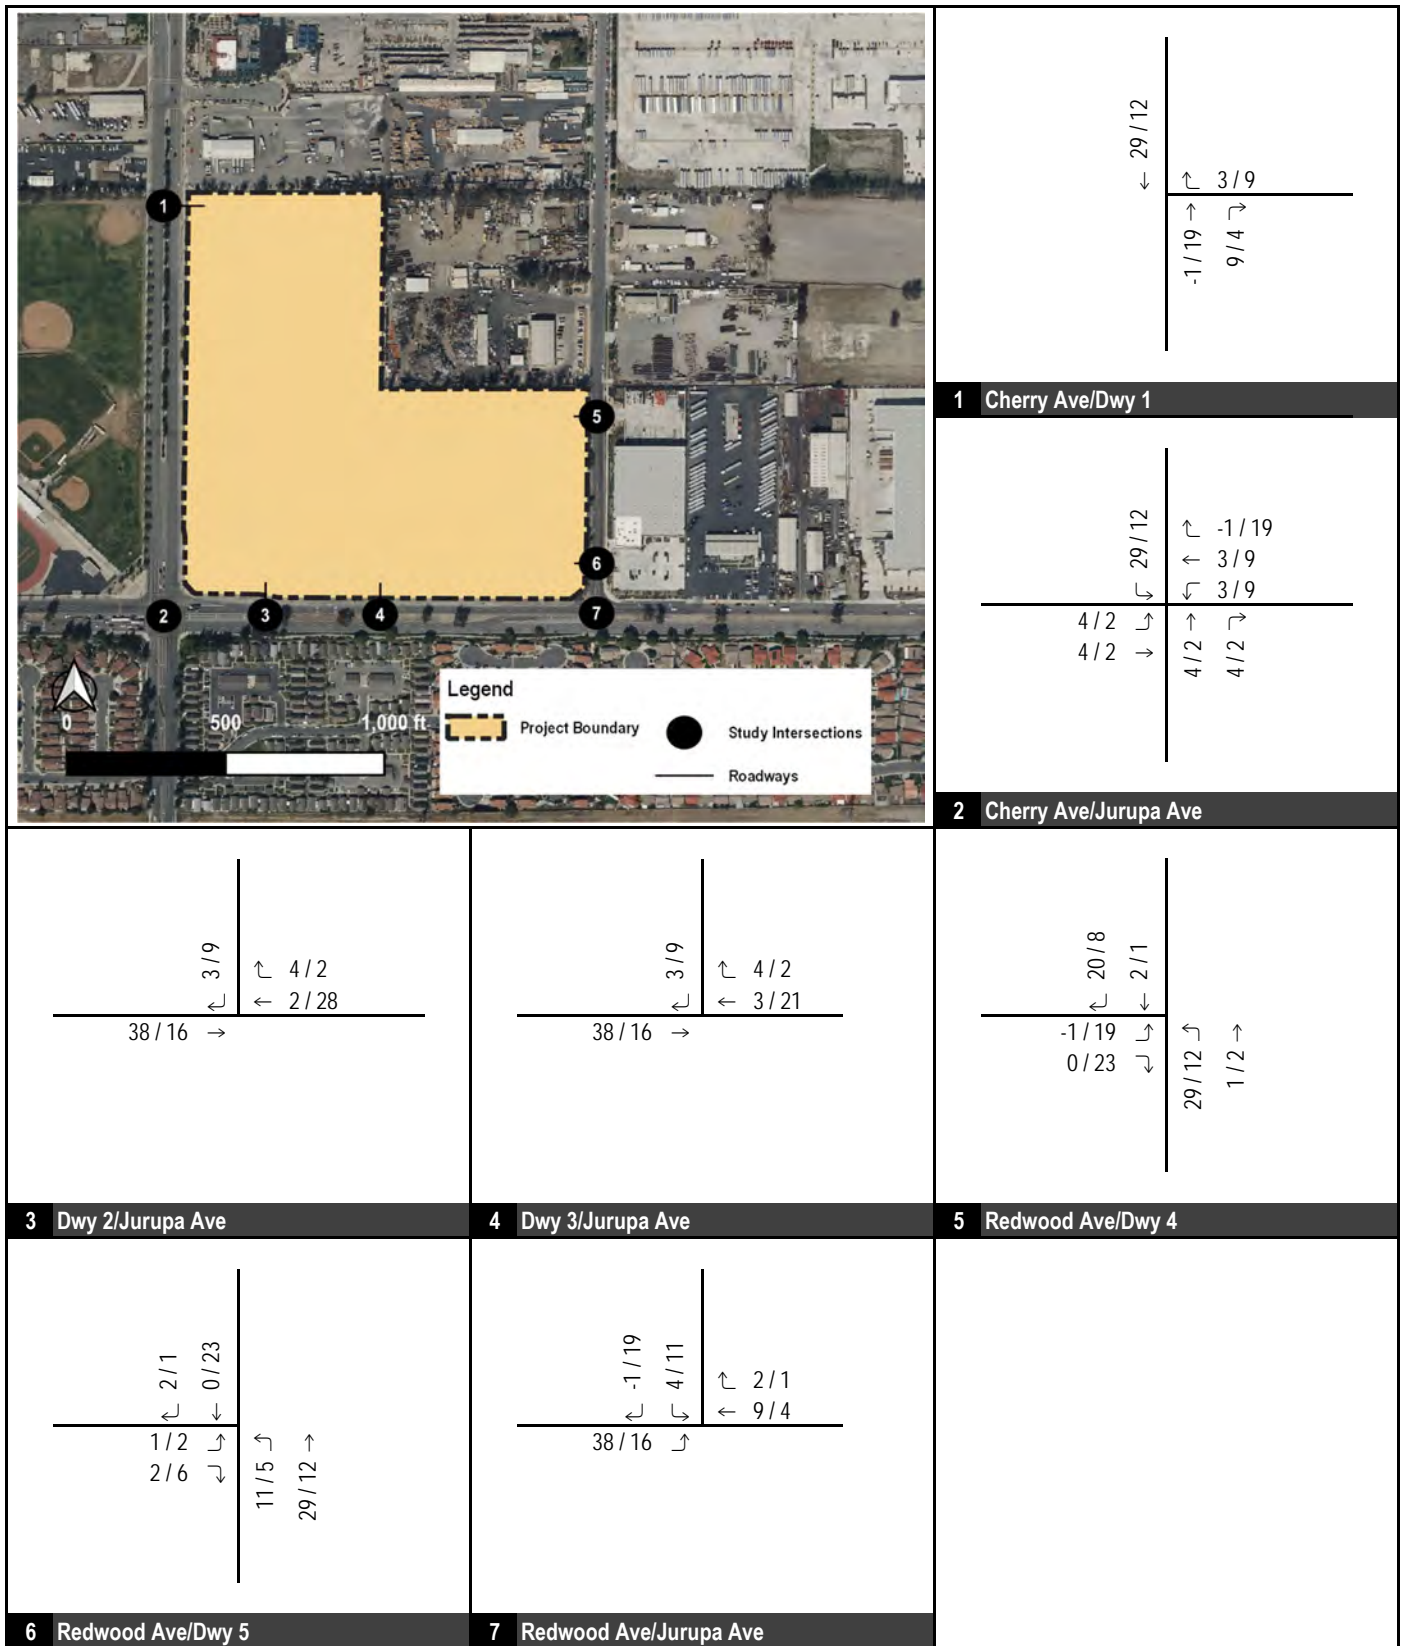 1
2
3
4
5
6
7
0 500 1,000 ft
Legend
Project Boundary
Study Intersections
Roadways
29 / 12
↓
↱ 3 / 9
-1 / 19 ↑
9 / 4 ↱
1 Cherry Ave/Dwy 1
29 / 12
-1 / 19
← 3 / 9
3 / 9
4 / 2
4 / 2 →
4 / 2 ↑
4 / 2 ↱
2 Cherry Ave/Jurupa Ave
3 / 9
4 / 2
← 2 / 28
38 / 16 →
3 Dwy 2/Jurupa Ave
3 / 9
4 / 2
← 3 / 21
38 / 16 →
4 Dwy 3/Jurupa Ave
20 / 8
2 / 1 ↓
-1 / 19
0 / 23
29 / 12
1 / 2 ↑
5 Redwood Ave/Dwy 4
2 / 1
0 / 23 ↓
1 / 2
2 / 6
11 / 5
29 / 12 ↑
6 Redwood Ave/Dwy 5
-1 / 19
4 / 11
2 / 1
← 9 / 4
38 / 16
7 Redwood Ave/Jurupa Ave